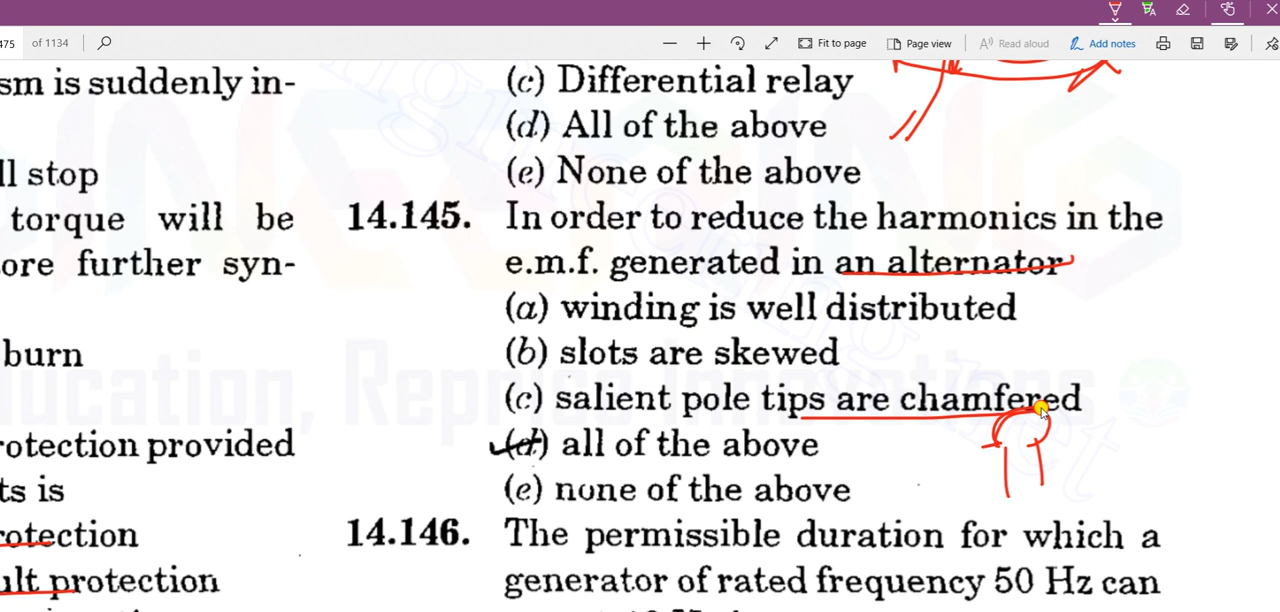 475 of 1134
Fit to page
Page view
Read aloud
Add notes
sm is suddenly in-
ll stop
torque will be
ore further syn-
burn
rotection provided
ts is
rotection
ult protection
(c) Differential relay
(d) All of the above
(e) None of the above
14.145. In order to reduce the harmonics in the
e.m.f. generated in an alternator
(a) winding is well distributed
(b) slots are skewed
(c) salient pole tips are chamfered
(d) all of the above
(e) none of the above
14.146. The permissible duration for which a
generator of rated frequency 50 Hz can